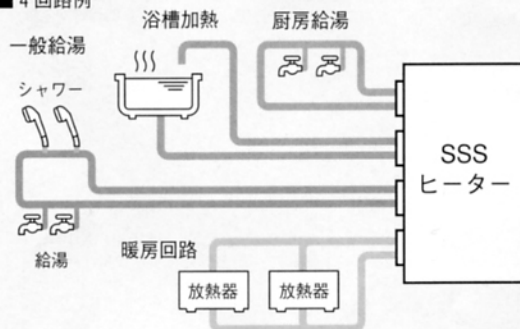 ■ 4回路例
浴槽加熱
厨房給湯
一般給湯
シャワー
SSS
ヒーター
給湯
暖房回路
放熱器
放熱器